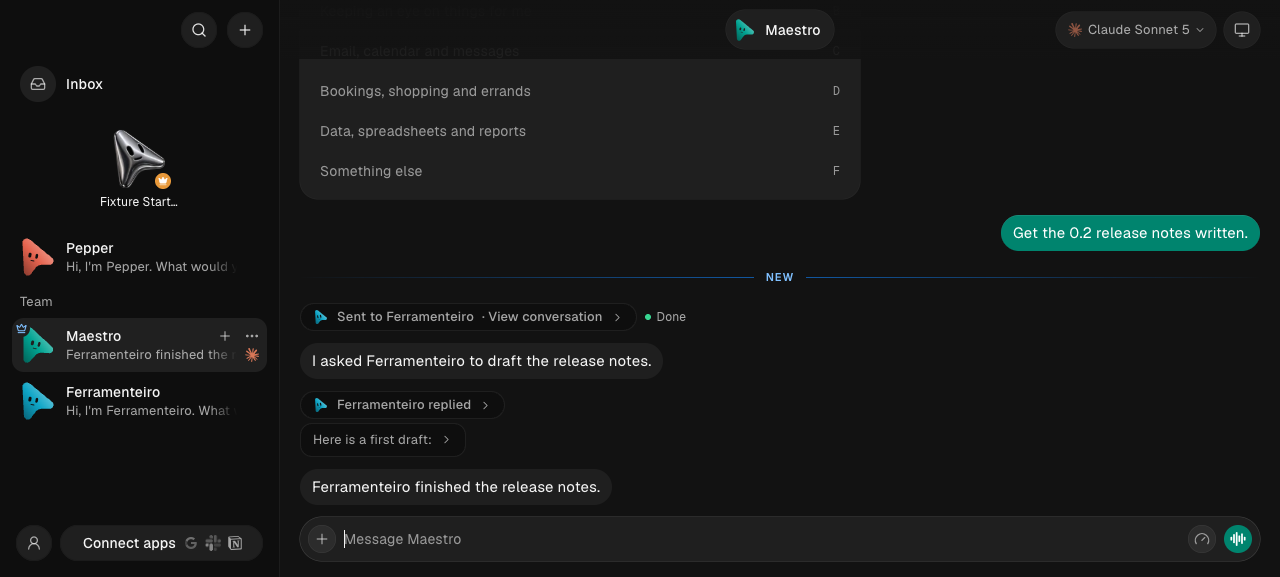 Inbox
Fixture Start...
Pepper
Hi, I'm Pepper. What would
Team
Maestro
Ferramenteiro finished the
Ferramenteiro
Hi, I'm Ferramenteiro. What
Connect apps
Maestro
Claude Sonnet 5
Email, calendar and messages
Bookings, shopping and errands D
Data, spreadsheets and reports E
Something else F
Get the 0.2 release notes written.
NEW
Sent to Ferramenteiro · View conversation Done
I asked Ferramenteiro to draft the release notes.
Ferramenteiro replied
Here is a first draft:
Ferramenteiro finished the release notes.
Message Maestro